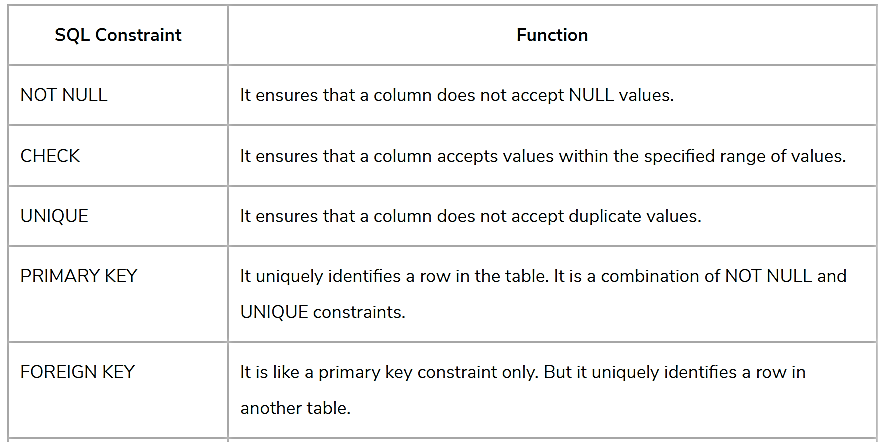 SQL Constraint
Function
NOT NULL
It ensures that a column does not accept NULL values.
CHECK
It ensures that a column accepts values within the specified range of values.
UNIQUE
It ensures that a column does not accept duplicate values.
PRIMARY KEY
It uniquely identifies a row in the table. It is a combination of NOT NULL and
UNIQUE constraints.
FOREIGN KEY
It is like a primary key constraint only. But it uniquely identifies a row in
another table.